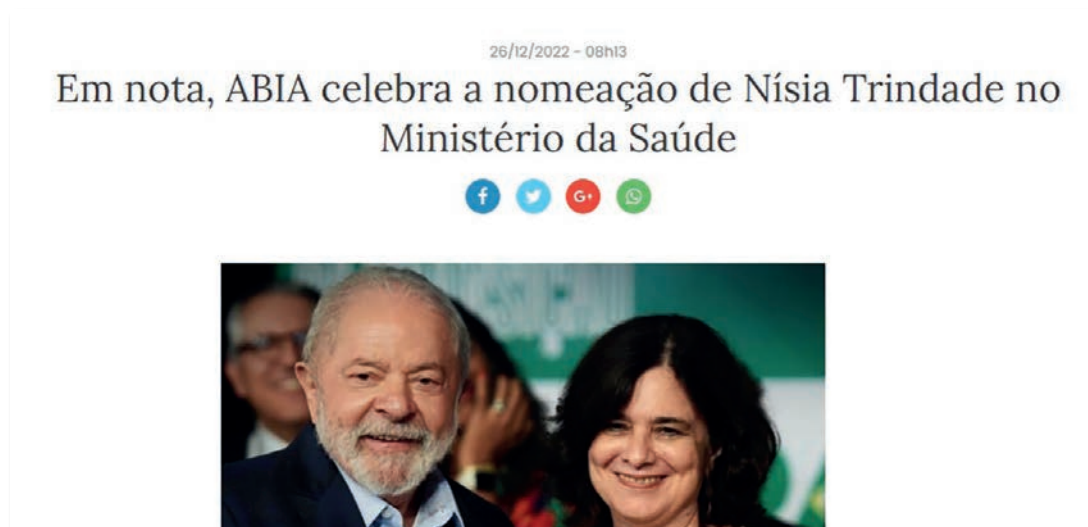 26/12/2022 - 08h13
Em nota, ABIA celebra a nomeação de Nísia Trindade no
Ministério da Saúde
f
G+